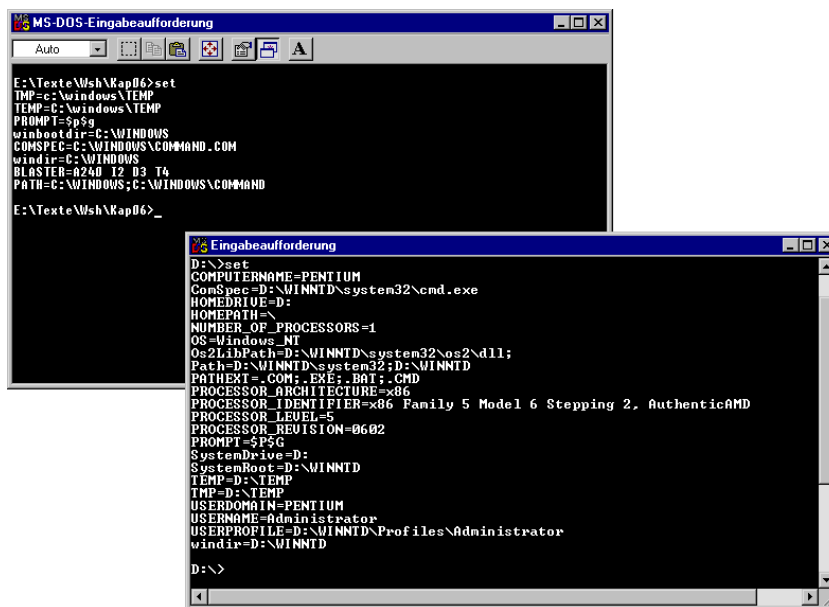 MS-DOS-Eingabeaufforderung
Auto
A
E:\Texte\Wsh\Kap06>set
TMP=c:\windows\TEMP
TEMP=C:\windows\TEMP
PROMPT=$p$g
winbootdir=C:\WINDOWS
COMSPEC=C:\WINDOWS\COMMAND.COM
windir=C:\WINDOWS
BLASTER=A240 I2 D3 T4
PATH=C:\WINDOWS;C:\WINDOWS\COMMAND
E:\Texte\Wsh\Kap06>_
Eingabeaufforderung
D:\>set
COMPUTERNAME=PENTIUM
ComSpec=D:\WINNTD\system32\cmd.exe
HOMEDRIVE=D:
HOMEPATH=\
NUMBER_OF_PROCESSORS=1
OS=Windows_NT
Os2LibPath=D:\WINNTD\system32\os2\dll;
Path=D:\WINNTD\system32;D:\WINNTD
PATHEXT=.COM;.EXE;.BAT;.CMD
PROCESSOR_ARCHITECTURE=x86
PROCESSOR_IDENTIFIER=x86 Family 5 Model 6 Stepping 2, AuthenticAMD
PROCESSOR_LEVEL=5
PROCESSOR_REVISION=0602
PROMPT=$P$G
SystemDrive=D:
SystemRoot=D:\WINNTD
TEMP=D:\TEMP
TMP=D:\TEMP
USERDOMAIN=PENTIUM
USERNAME=Administrator
USERPROFILE=D:\WINNTD\Profiles\Administrator
windir=D:\WINNTD
D:\>